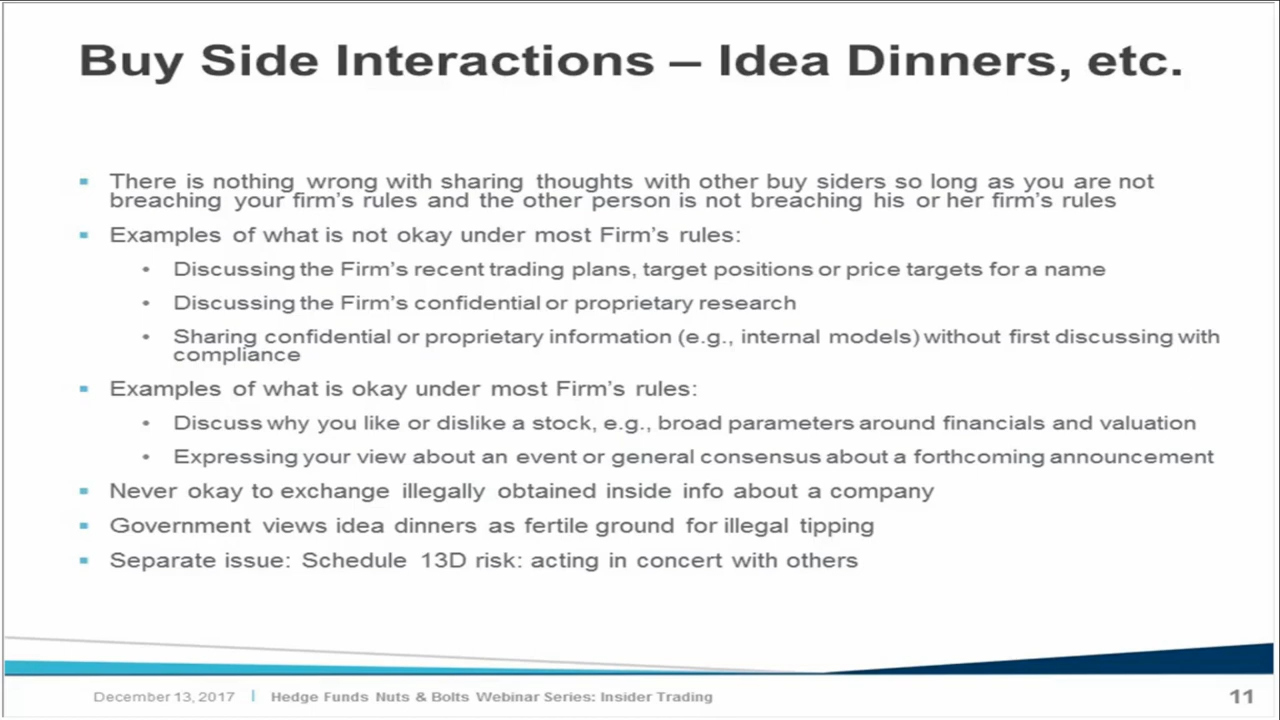 Buy Side Interactions – Idea Dinners, etc.
▪ There is nothing wrong with sharing thoughts with other buy siders so long as you are not
breaching your firm's rules and the other person is not breaching his or her firm's rules
▪ Examples of what is not okay under most Firm's rules:
• Discussing the Firm's recent trading plans, target positions or price targets for a name
• Discussing the Firm's confidential or proprietary research
• Sharing confidential or proprietary information (e.g., internal models) without first discussing with
compliance
▪ Examples of what is okay under most Firm's rules:
• Discuss why you like or dislike a stock, e.g., broad parameters around financials and valuation
• Expressing your view about an event or general consensus about a forthcoming announcement
▪ Never okay to exchange illegally obtained inside info about a company
▪ Government views idea dinners as fertile ground for illegal tipping
▪ Separate issue: Schedule 13D risk: acting in concert with others
December 13, 2017 | Hedge Funds Nuts & Bolts Webinar Series: Insider Trading
11